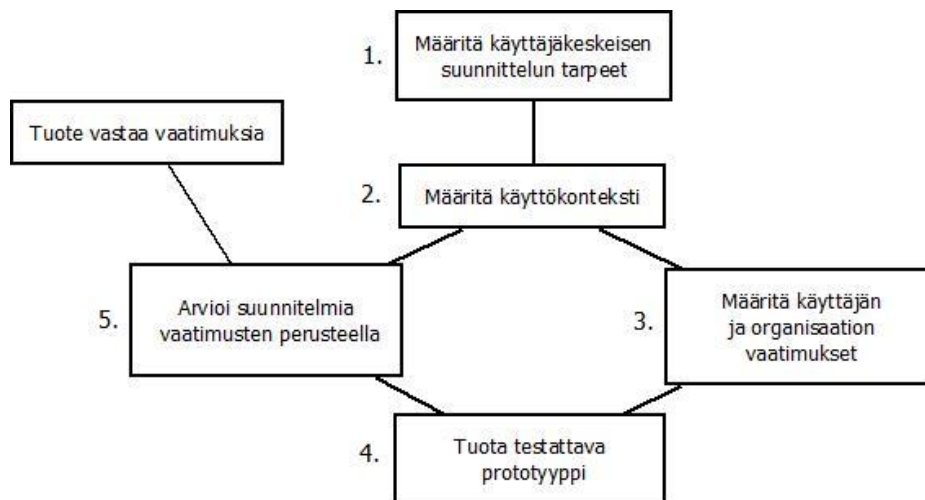 1.
Määritä käyttäjäkeskeisen
suunnittelun tarpeet
Tuote vastaa vaatimuksia
2.
Määritä käyttökonteksti
5.
Arvioi suunnitelmia
vaatimusten perusteella
3.
Määritä käyttäjän
ja organisaation
vaatimukset
4.
Tuota testattava
prototyyppi